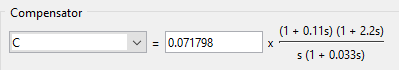 Compensator
C = 0.071798 x (1 + 0.11s) (1 + 2.2s)
s (1 + 0.033s)